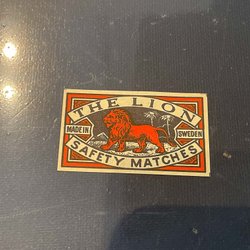 THE LION
MADE IN
SWEDEN
SAFETY MATCHES